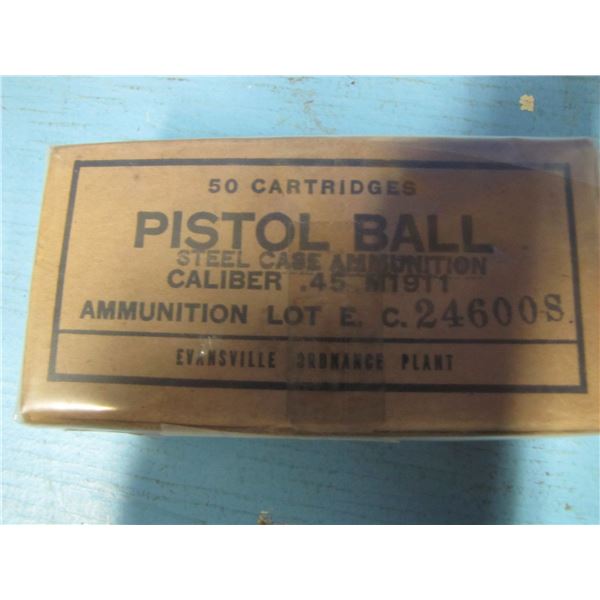 50 CARTRIDGES
PISTOL BALL
STEEL CASE AMMUNITION
CALIBER .45 M1911
AMMUNITION LOT E. C. 24600S
EVANSVILLE ORDNANCE PLANT